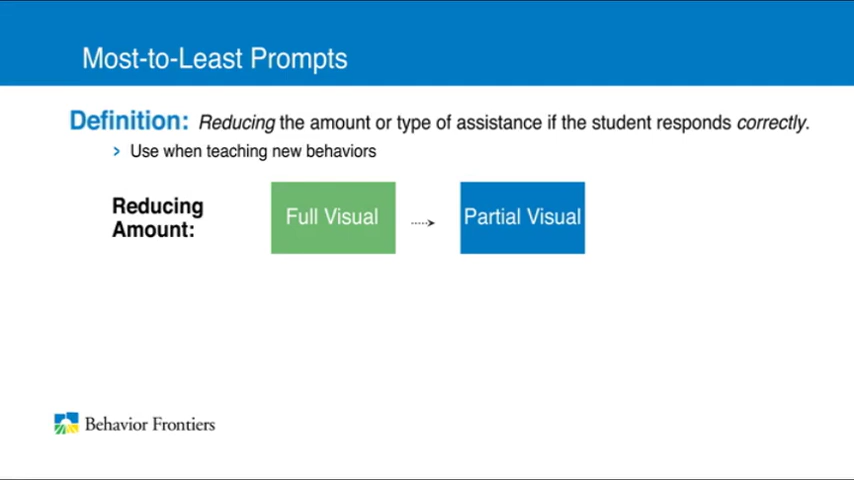 Most-to-Least Prompts
Definition: Reducing the amount or type of assistance if the student responds correctly.
› Use when teaching new behaviors
Reducing
Amount:
Full Visual
Partial Visual
Behavior Frontiers